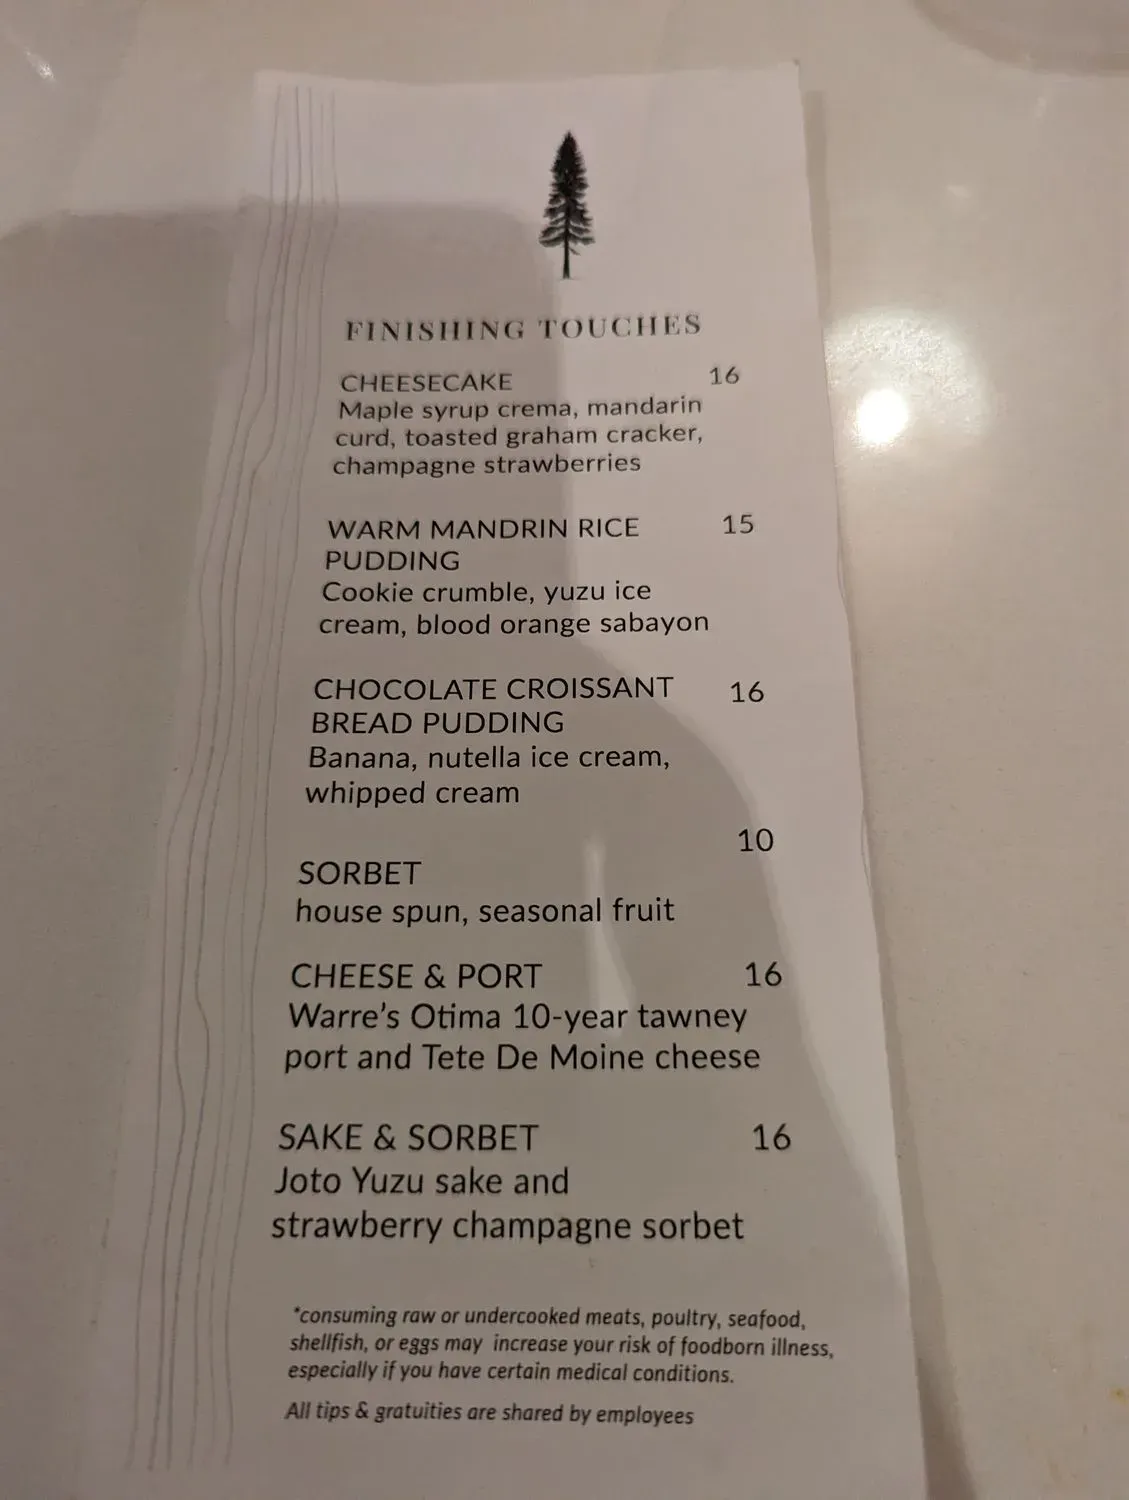 FINISHING TOUCHES
CHEESECAKE 16
Maple syrup crema, mandarin
curd, toasted graham cracker,
champagne strawberries
WARM MANDRIN RICE 15
PUDDING
Cookie crumble, yuzu ice
cream, blood orange sabayon
CHOCOLATE CROISSANT 16
BREAD PUDDING
Banana, nutella ice cream,
whipped cream
10
SORBET
house spun, seasonal fruit
CHEESE & PORT 16
Warre's Otima 10-year tawney
port and Tete De Moine cheese
SAKE & SORBET 16
Joto Yuzu sake and
strawberry champagne sorbet
*consuming raw or undercooked meats, poultry, seafood,
shellfish, or eggs may increase your risk of foodborn illness,
especially if you have certain medical conditions.
All tips & gratuities are shared by employees